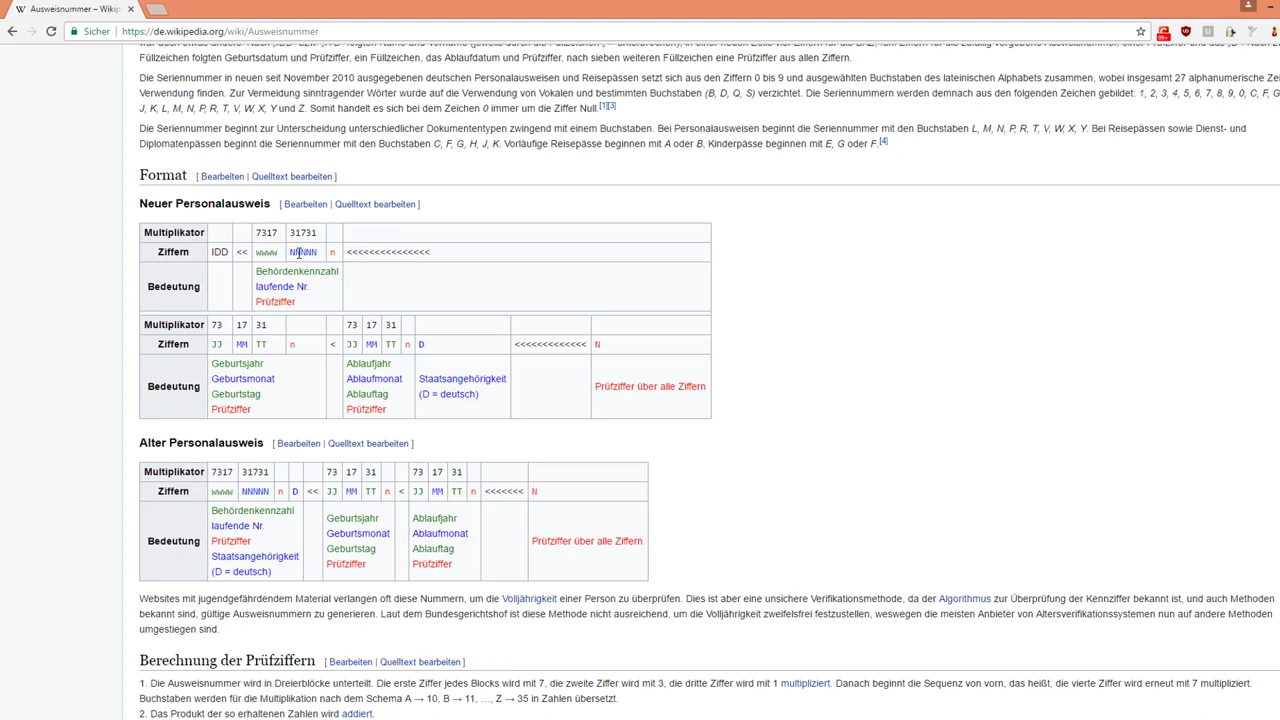 Ausweisnummer – Wikip
Sicher | https://de.wikipedia.org/wiki/Ausweisnummer
99+
Füllzeichen folgen Geburtsdatum und Prüfziffer, ein Füllzeichen, das Ablaufdatum und Prüfziffer, nach sieben weiteren Füllzeichen eine Prüfziffer aus allen Ziffern.
Die Seriennummer in neuen seit November 2010 ausgegebenen deutschen Personalausweisen und Reisepässen setzt sich aus den Ziffern 0 bis 9 und ausgewählten Buchstaben des lateinischen Alphabets zusammen, wobei insgesamt 27 alphanumerische Zei
Verwendung finden. Zur Vermeidung sinntragender Wörter wurde auf die Verwendung von Vokalen und bestimmten Buchstaben (B, D, Q, S) verzichtet. Die Seriennummern werden demnach aus den folgenden Zeichen gebildet: 1, 2, 3, 4, 5, 6, 7, 8, 9, 0, C, F, G
J, K, L, M, N, P, R, T, V, W, X, Y und Z. Somit handelt es sich bei dem Zeichen 0 immer um die Ziffer Null.[1][3]
Die Seriennummer beginnt zur Unterscheidung unterschiedlicher Dokumententypen zwingend mit einem Buchstaben. Bei Personalausweisen beginnt die Seriennummer mit den Buchstaben L, M, N, P, R, T, V, W, X, Y. Bei Reisepässen sowie Dienst- und
Diplomatenpässen beginnt die Seriennummer mit den Buchstaben C, F, G, H, J, K. Vorläufige Reisepässe beginnen mit A oder B, Kinderpässe beginnen mit E, G oder F.[4]
Format [ Bearbeiten | Quelltext bearbeiten ]
Neuer Personalausweis [ Bearbeiten | Quelltext bearbeiten ]
Multiplikator 7317 31731
Ziffern IDD << wwww NNNNN n <<<<<<<<<<<<<<<
Bedeutung Behördenkennzahl
laufende Nr.
Prüfziffer
Multiplikator 73 17 31 73 17 31
Ziffern JJ MM TT n < JJ MM TT n D <<<<<<<<<<<<< N
Bedeutung Geburtsjahr Ablaufjahr
Geburtsmonat Ablaufmonat Staatsangehörigkeit Prüfziffer über alle Ziffern
Geburtstag Ablauftag (D = deutsch)
Prüfziffer Prüfziffer
Alter Personalausweis [ Bearbeiten | Quelltext bearbeiten ]
Multiplikator 7317 31731 73 17 31 73 17 31
Ziffern wwww NNNNN n D << JJ MM TT n < JJ MM TT n <<<<<<< N
Bedeutung Behördenkennzahl Geburtsjahr Ablaufjahr
laufende Nr. Geburtsmonat Ablaufmonat
Prüfziffer Geburtstag Ablauftag Prüfziffer über alle Ziffern
Staatsangehörigkeit Prüfziffer Prüfziffer
(D = deutsch)
Websites mit jugendgefährdendem Material verlangen oft diese Nummern, um die Volljährigkeit einer Person zu überprüfen. Dies ist aber eine unsichere Verifikationsmethode, da der Algorithmus zur Überprüfung der Kennziffer bekannt ist, und auch Methoden
bekannt sind, gültige Ausweisnummern zu generieren. Laut dem Bundesgerichtshof ist diese Methode nicht ausreichend, um die Volljährigkeit zweifelsfrei festzustellen, weswegen die meisten Anbieter von Altersverifikationssystemen nun auf andere Methoden
umgestiegen sind.
Berechnung der Prüfziffern [ Bearbeiten | Quelltext bearbeiten ]
1. Die Ausweisnummer wird in Dreierblöcke unterteilt. Die erste Ziffer jedes Blocks wird mit 7, die zweite Ziffer wird mit 3, die dritte Ziffer wird mit 1 multipliziert. Danach beginnt die Sequenz von vorn, das heißt, die vierte Ziffer wird erneut mit 7 multipliziert.
Buchstaben werden für die Multiplikation nach dem Schema A → 10, B → 11, …, Z → 35 in Zahlen übersetzt.
2. Das Produkt der so erhaltenen Zahlen wird addiert.